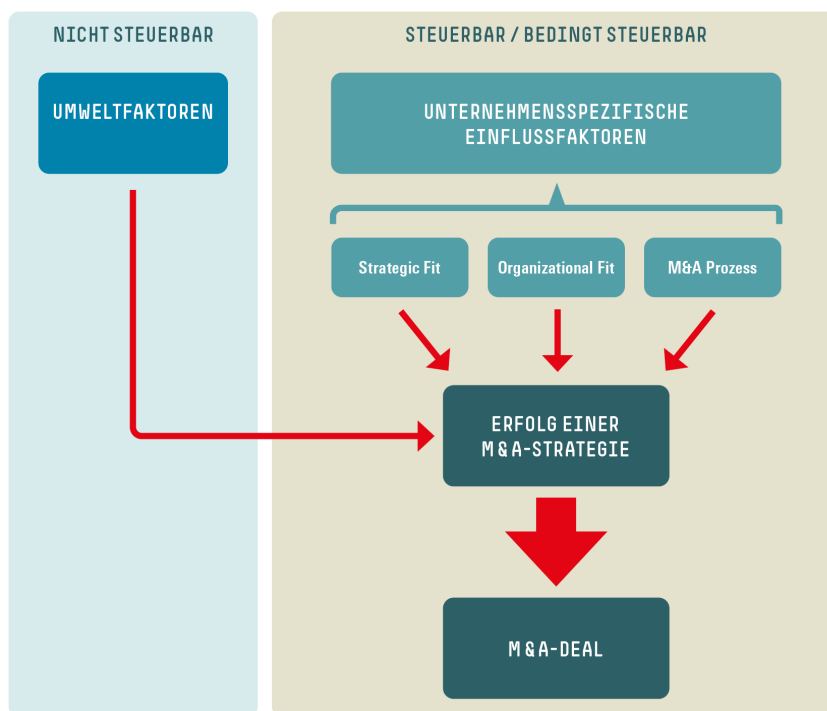 NICHT STEUERBAR
STEUERBAR / BEDINGT STEUERBAR
UMWELTFAKTOREN
UNTERNEHMENSSPEZIFISCHE
EINFLUSSFAKTOREN
Strategic Fit
Organizational Fit
M&A Prozess
ERFOLG EINER
M & A-STRATEGIE
M & A-DEAL